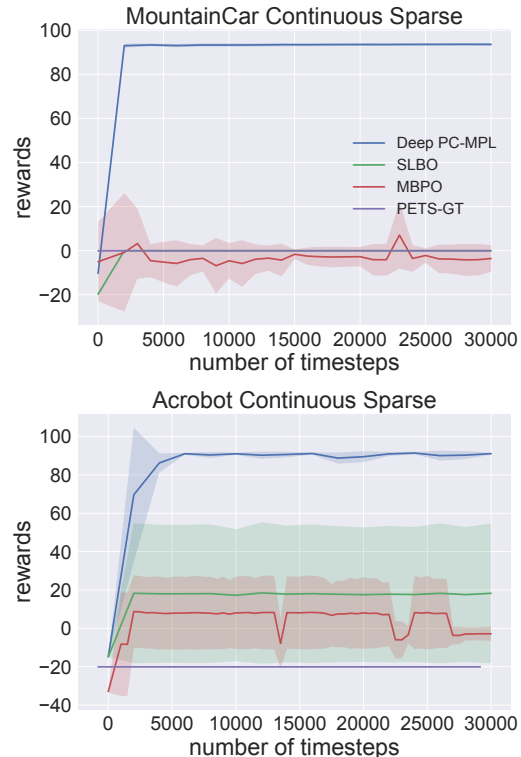 MountainCar Continuous Sparse
100
80
60
40
20
0
−20
rewards
Deep PC-MPL
SLBO
MBPO
PETS-GT
0 5000 10000 15000 20000 25000 30000
number of timesteps
Acrobot Continuous Sparse
100
80
60
40
20
0
−20
−40
rewards
0 5000 10000 15000 20000 25000 30000
number of timesteps